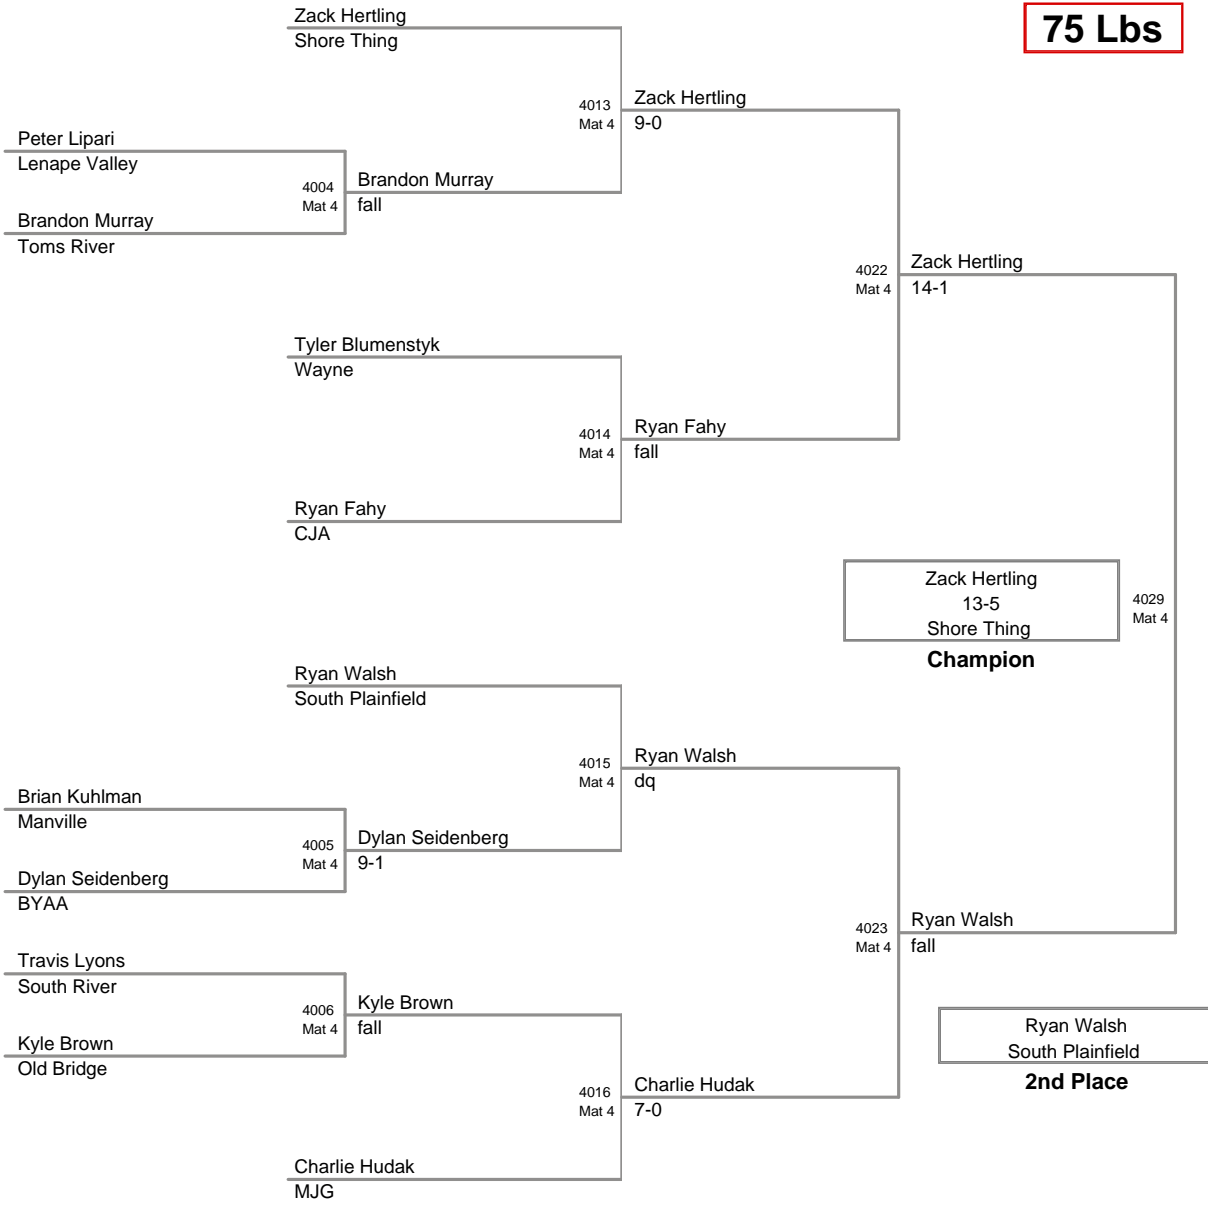 Zack Hertling
Shore Thing
75 Lbs
4013
Mat 4
Zack Hertling
9-0
Peter Lipari
Lenape Valley
4004
Mat 4
Brandon Murray
fall
Brandon Murray
Toms River
4022
Mat 4
Zack Hertling
14-1
Tyler Blumenstyk
Wayne
4014
Mat 4
Ryan Fahy
fall
Ryan Fahy
CJA
Zack Hertling
13-5
Shore Thing
Champion
4029
Mat 4
Ryan Walsh
South Plainfield
4015
Mat 4
Ryan Walsh
dq
Brian Kuhlman
Manville
4005
Mat 4
Dylan Seidenberg
9-1
Dylan Seidenberg
BYAA
4023
Mat 4
Ryan Walsh
fall
Travis Lyons
South River
4006
Mat 4
Kyle Brown
fall
Kyle Brown
Old Bridge
Ryan Walsh
South Plainfield
2nd Place
4016
Mat 4
Charlie Hudak
7-0
Charlie Hudak
MJG